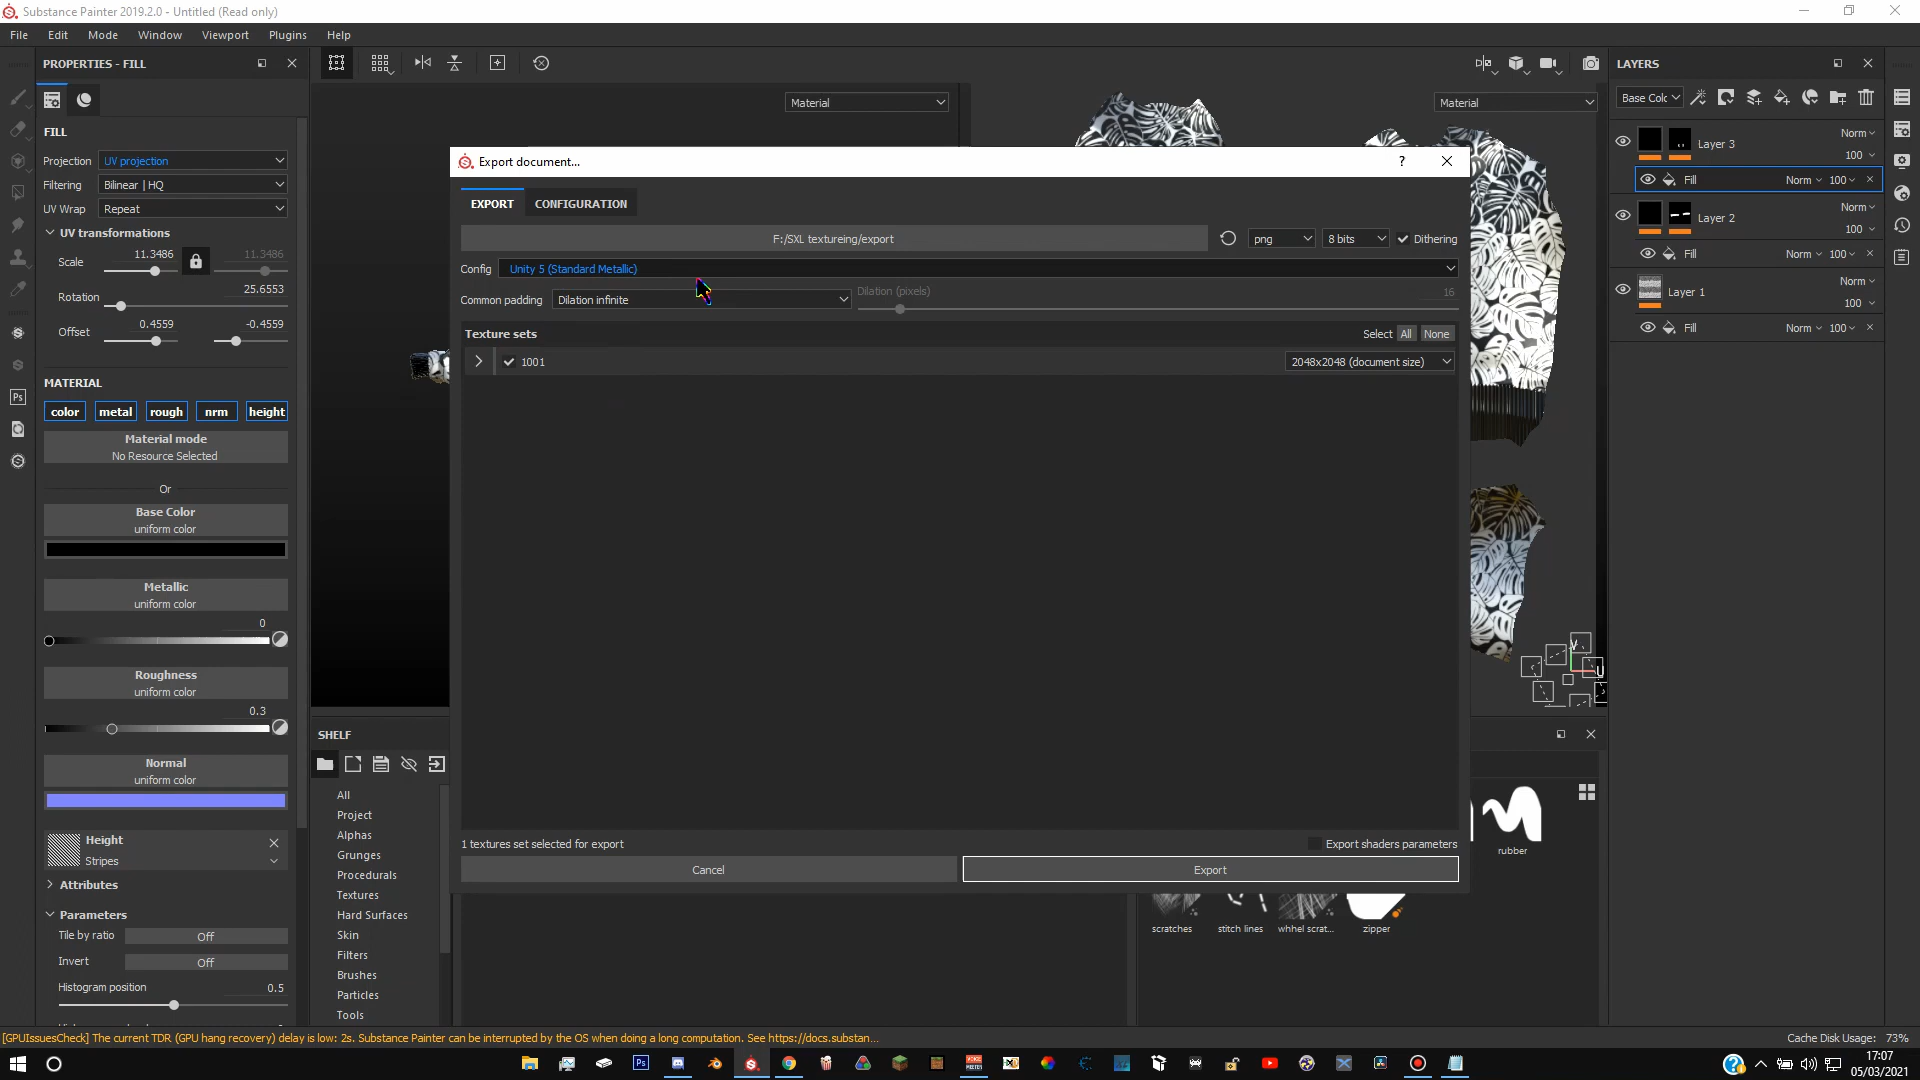 Substance Painter 2019.2.0 - Untitled (Read only)
File Edit Mode Window Viewport Plugins Help
PROPERTIES - FILL
FILL
Projection UV projection
Filtering Bilinear | HQ
UV Wrap Repeat
UV transformations
Scale 11.3486 11.3486
Rotation 25.6553
Offset 0.4559 -0.4559
MATERIAL
color metal rough nrm height
Material mode
No Resource Selected
Or
Base Color
uniform color
Metallic
uniform color
0
Roughness
uniform color
0.3
Normal
uniform color
Height
Stripes
Attributes
Parameters
Tile by ratio Off
Invert Off
Histogram position 0.5
Material
Material
Export document...
?
EXPORT CONFIGURATION
F:/SXL textureing/export png 8 bits Dithering
Config Unity 5 (Standard Metallic)
Common padding Dilation infinite Dilation (pixels) 16
Texture sets Select All None
1001 2048x2048 (document size)
1 textures set selected for export Export shaders parameters
Cancel Export
V
U
SHELF
All
Project
Alphas
Grunges
Procedurals
Textures
Hard Surfaces
Skin
Filters
Brushes
Particles
Tools
rubber
scratches stitch lines whhel scrat... zipper
LAYERS
Base Colc
Layer 3 Norm
100
Fill Norm 100
Layer 2 Norm
100
Fill Norm 100
Layer 1 Norm
100
Fill Norm 100
Ps
[GPUIssuesCheck] The current TDR (GPU hang recovery) delay is low: 2s. Substance Painter can be interrupted by the OS when doing a long computation. See https://docs.substan...
Cache Disk Usage: 73%
Ps
17:07
05/03/2021